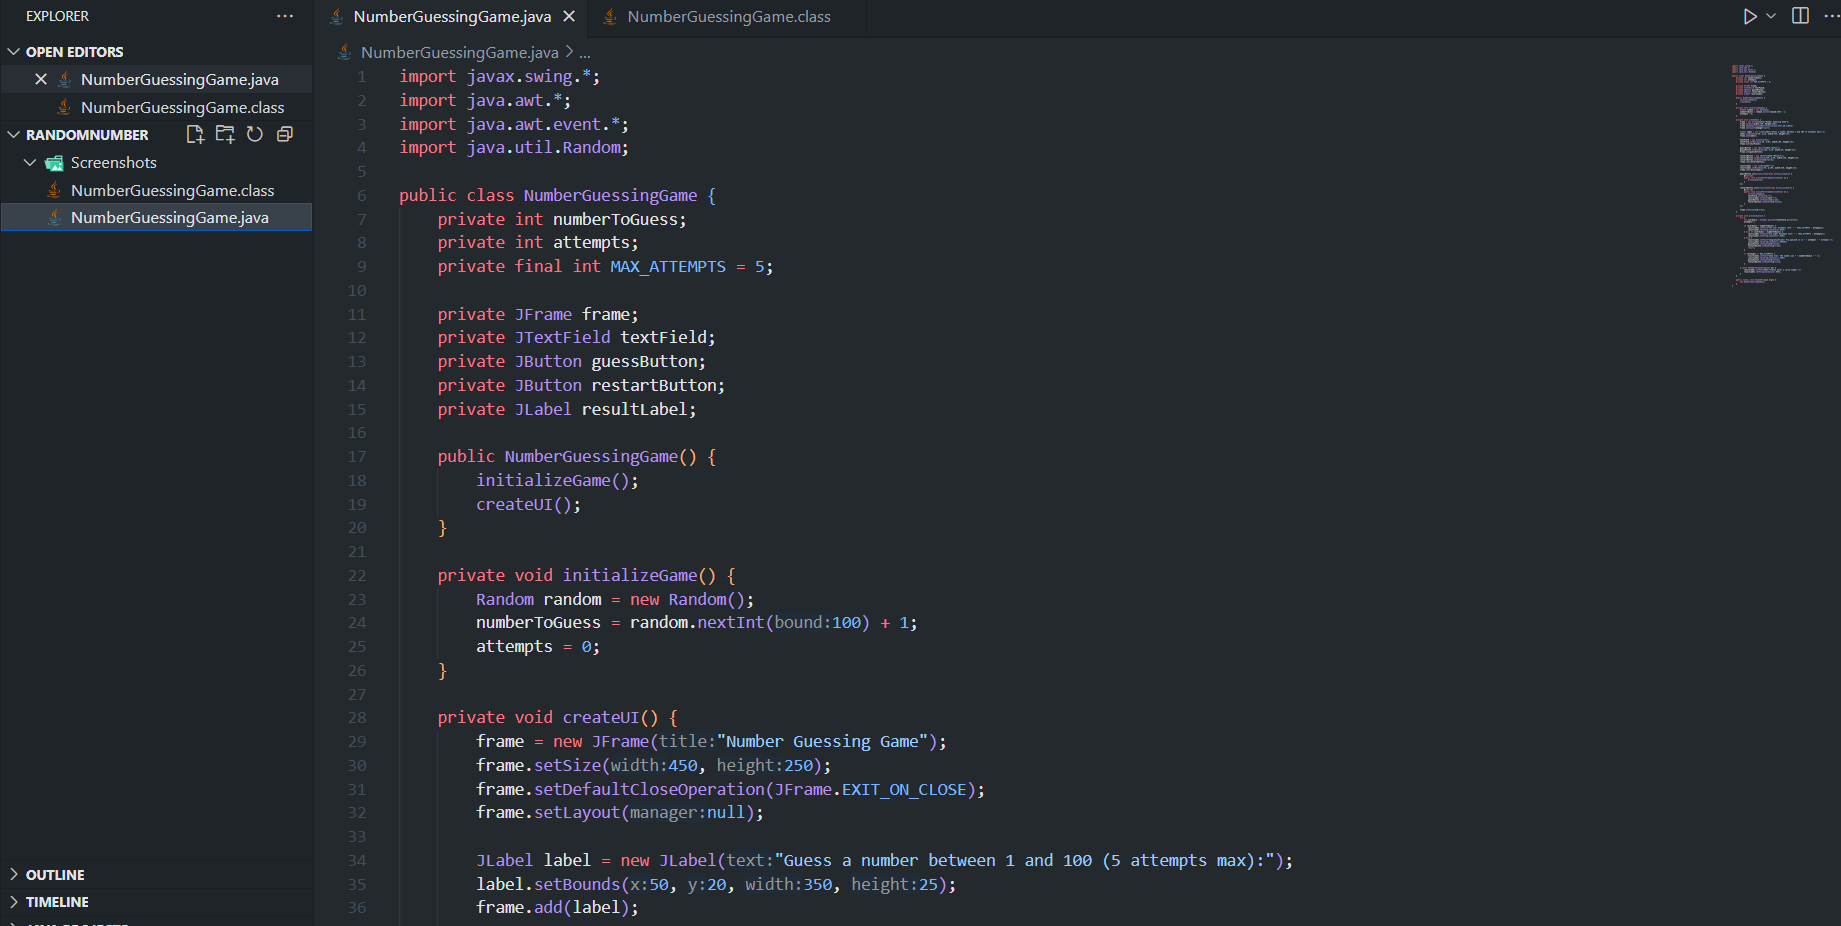 EXPLORER
OPEN EDITORS
NumberGuessingGame.java
NumberGuessingGame.class
RANDOMNUMBER
Screenshots
NumberGuessingGame.class
NumberGuessingGame.java
OUTLINE
TIMELINE
NumberGuessingGame.java
NumberGuessingGame.class
NumberGuessingGame.java > ...
1 import javax.swing.*;
2 import java.awt.*;
3 import java.awt.event.*;
4 import java.util.Random;
5
6 public class NumberGuessingGame {
7 private int numberToGuess;
8 private int attempts;
9 private final int MAX_ATTEMPTS = 5;
10
11 private JFrame frame;
12 private JTextField textField;
13 private JButton guessButton;
14 private JButton restartButton;
15 private JLabel resultLabel;
16
17 public NumberGuessingGame() {
18 initializeGame();
19 createUI();
20 }
21
22 private void initializeGame() {
23 Random random = new Random();
24 numberToGuess = random.nextInt(bound:100) + 1;
25 attempts = 0;
26 }
27
28 private void createUI() {
29 frame = new JFrame(title:"Number Guessing Game");
30 frame.setSize(width:450, height:250);
31 frame.setDefaultCloseOperation(JFrame.EXIT_ON_CLOSE);
32 frame.setLayout(manager:null);
33
34 JLabel label = new JLabel(text:"Guess a number between 1 and 100 (5 attempts max):");
35 label.setBounds(x:50, y:20, width:350, height:25);
36 frame.add(label);